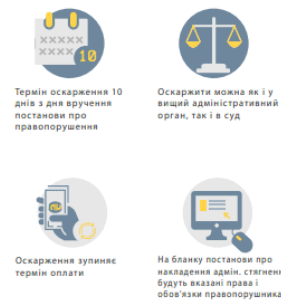 10
Термін оскарження 10
днів з дня вручення
постанови про
правопорушення
Оскаржити можна як і у
вищий адміністративний
орган, так і в суд
Оскарження зупиняє
термін оплати
На бланку постанови про
накладення адмін. стягнення
будуть вказані права і
обов'язки правопорушника